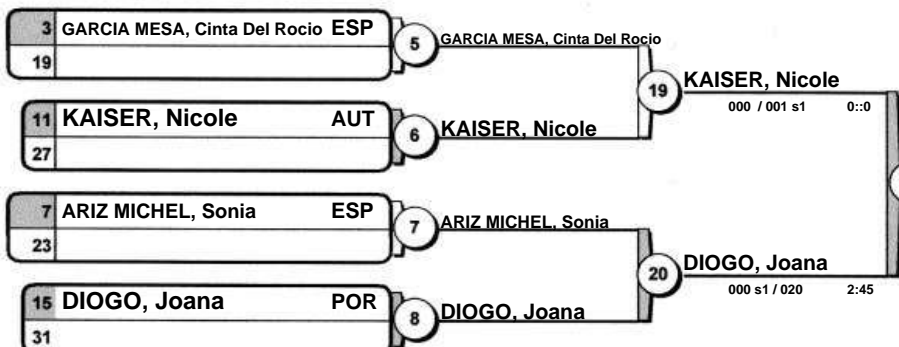 3 GARCIA MESA, Cinta Del Rocio ESP
19
5
GARCIA MESA, Cinta Del Rocio
11 KAISER, Nicole AUT
27
6
KAISER, Nicole
19
KAISER, Nicole
000 / 001 s1 0::0
7 ARIZ MICHEL, Sonia ESP
23
7
ARIZ MICHEL, Sonia
15 DIOGO, Joana POR
31
8
DIOGO, Joana
20
DIOGO, Joana
000 s1 / 020 2:45